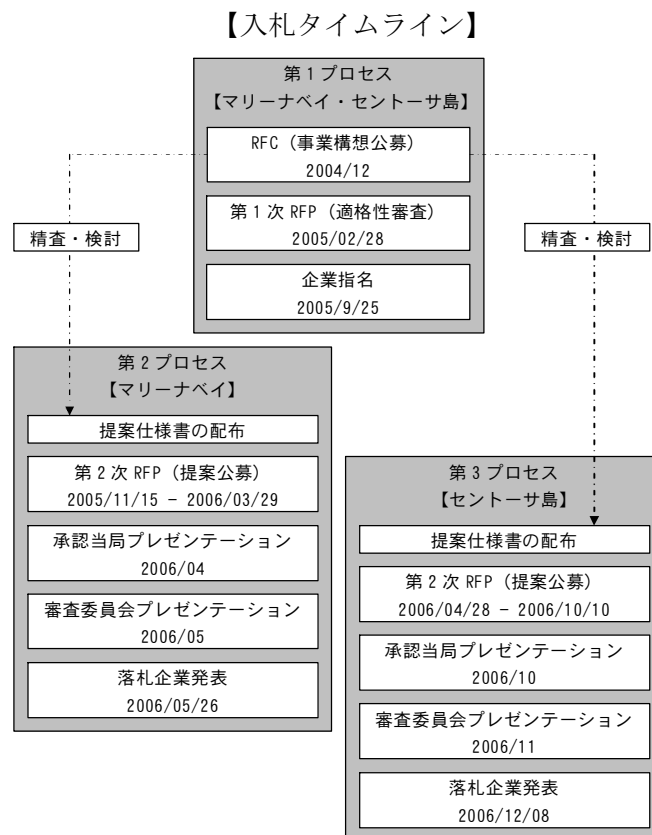 【入札タイムライン】
第1プロセス
【マリーナベイ・セントーサ島】
RFC（事業構想公募）
2004/12
第1次 RFP（適格性審査）
2005/02/28
企業指名
2005/9/25
精査・検討
精査・検討
第2プロセス
【マリーナベイ】
提案仕様書の配布
第2次 RFP（提案公募）
2005/11/15 - 2006/03/29
承認当局プレゼンテーション
2006/04
審査委員会プレゼンテーション
2006/05
落札企業発表
2006/05/26
第3プロセス
【セントーサ島】
提案仕様書の配布
第2次 RFP（提案公募）
2006/04/28 - 2006/10/10
承認当局プレゼンテーション
2006/10
審査委員会プレゼンテーション
2006/11
落札企業発表
2006/12/08